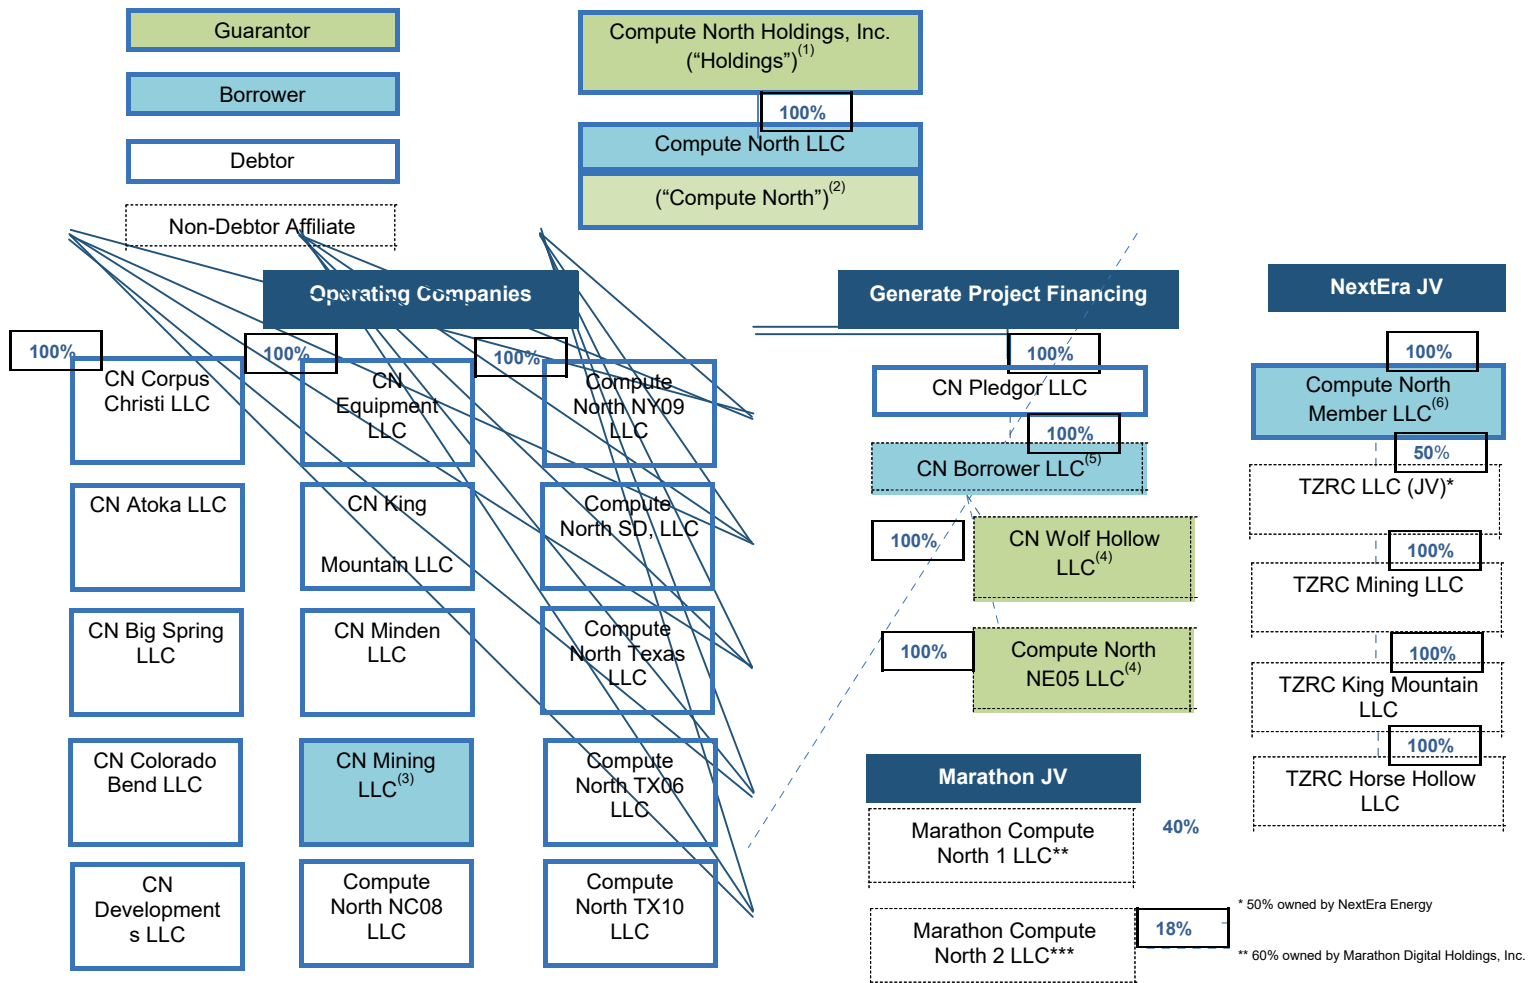 Guarantor
Borrower
Debtor
Non-Debtor Affiliate
Compute North Holdings, Inc.
(“Holdings”)(1)
100%
Compute North LLC
(“Compute North”)(2)
Operating Companies
100%
CN Corpus
Christi LLC
CN Atoka LLC
CN Big Spring
LLC
CN Colorado
Bend LLC
CN
Development
s LLC
100%
CN
Equipment
LLC
CN King
Mountain LLC
CN Minden
LLC
CN Mining
LLC(3)
Compute
North NC08
LLC
100%
Compute
North NY09
LLC
Compute
North SD, LLC
Compute
North Texas
LLC
Compute
North TX06
LLC
Compute
North TX10
LLC
Generate Project Financing
100%
CN Pledgor LLC
100%
CN Borrower LLC(5)
100%
CN Wolf Hollow
LLC(4)
100%
Compute North
NE05 LLC(4)
Marathon JV
Marathon Compute
North 1 LLC**
40%
Marathon Compute
North 2 LLC***
18%
NextEra JV
100%
Compute North
Member LLC(6)
50%
TZRC LLC (JV)*
100%
TZRC Mining LLC
100%
TZRC King Mountain
LLC
100%
TZRC Horse Hollow
LLC
* 50% owned by NextEra Energy
** 60% owned by Marathon Digital Holdings, Inc.